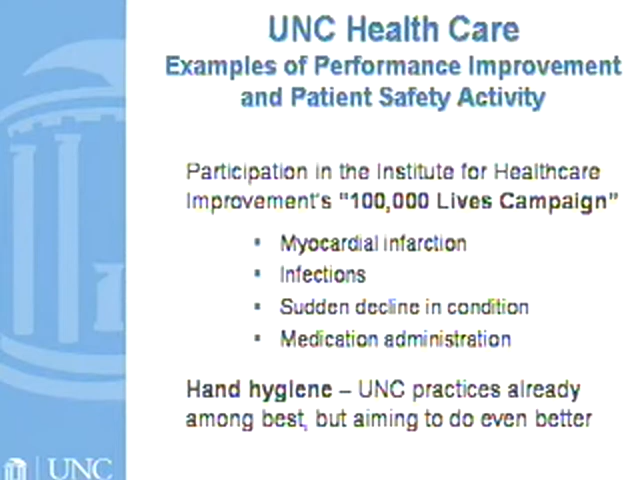 UNC Health Care
Examples of Performance Improvement
and Patient Safety Activity
Participation in the Institute for Healthcare
Improvement's "100,000 Lives Campaign"
▪ Myocardial infarction
▪ Infections
▪ Sudden decline in condition
▪ Medication administration
Hand hygiene – UNC practices already
among best, but aiming to do even better
UNC